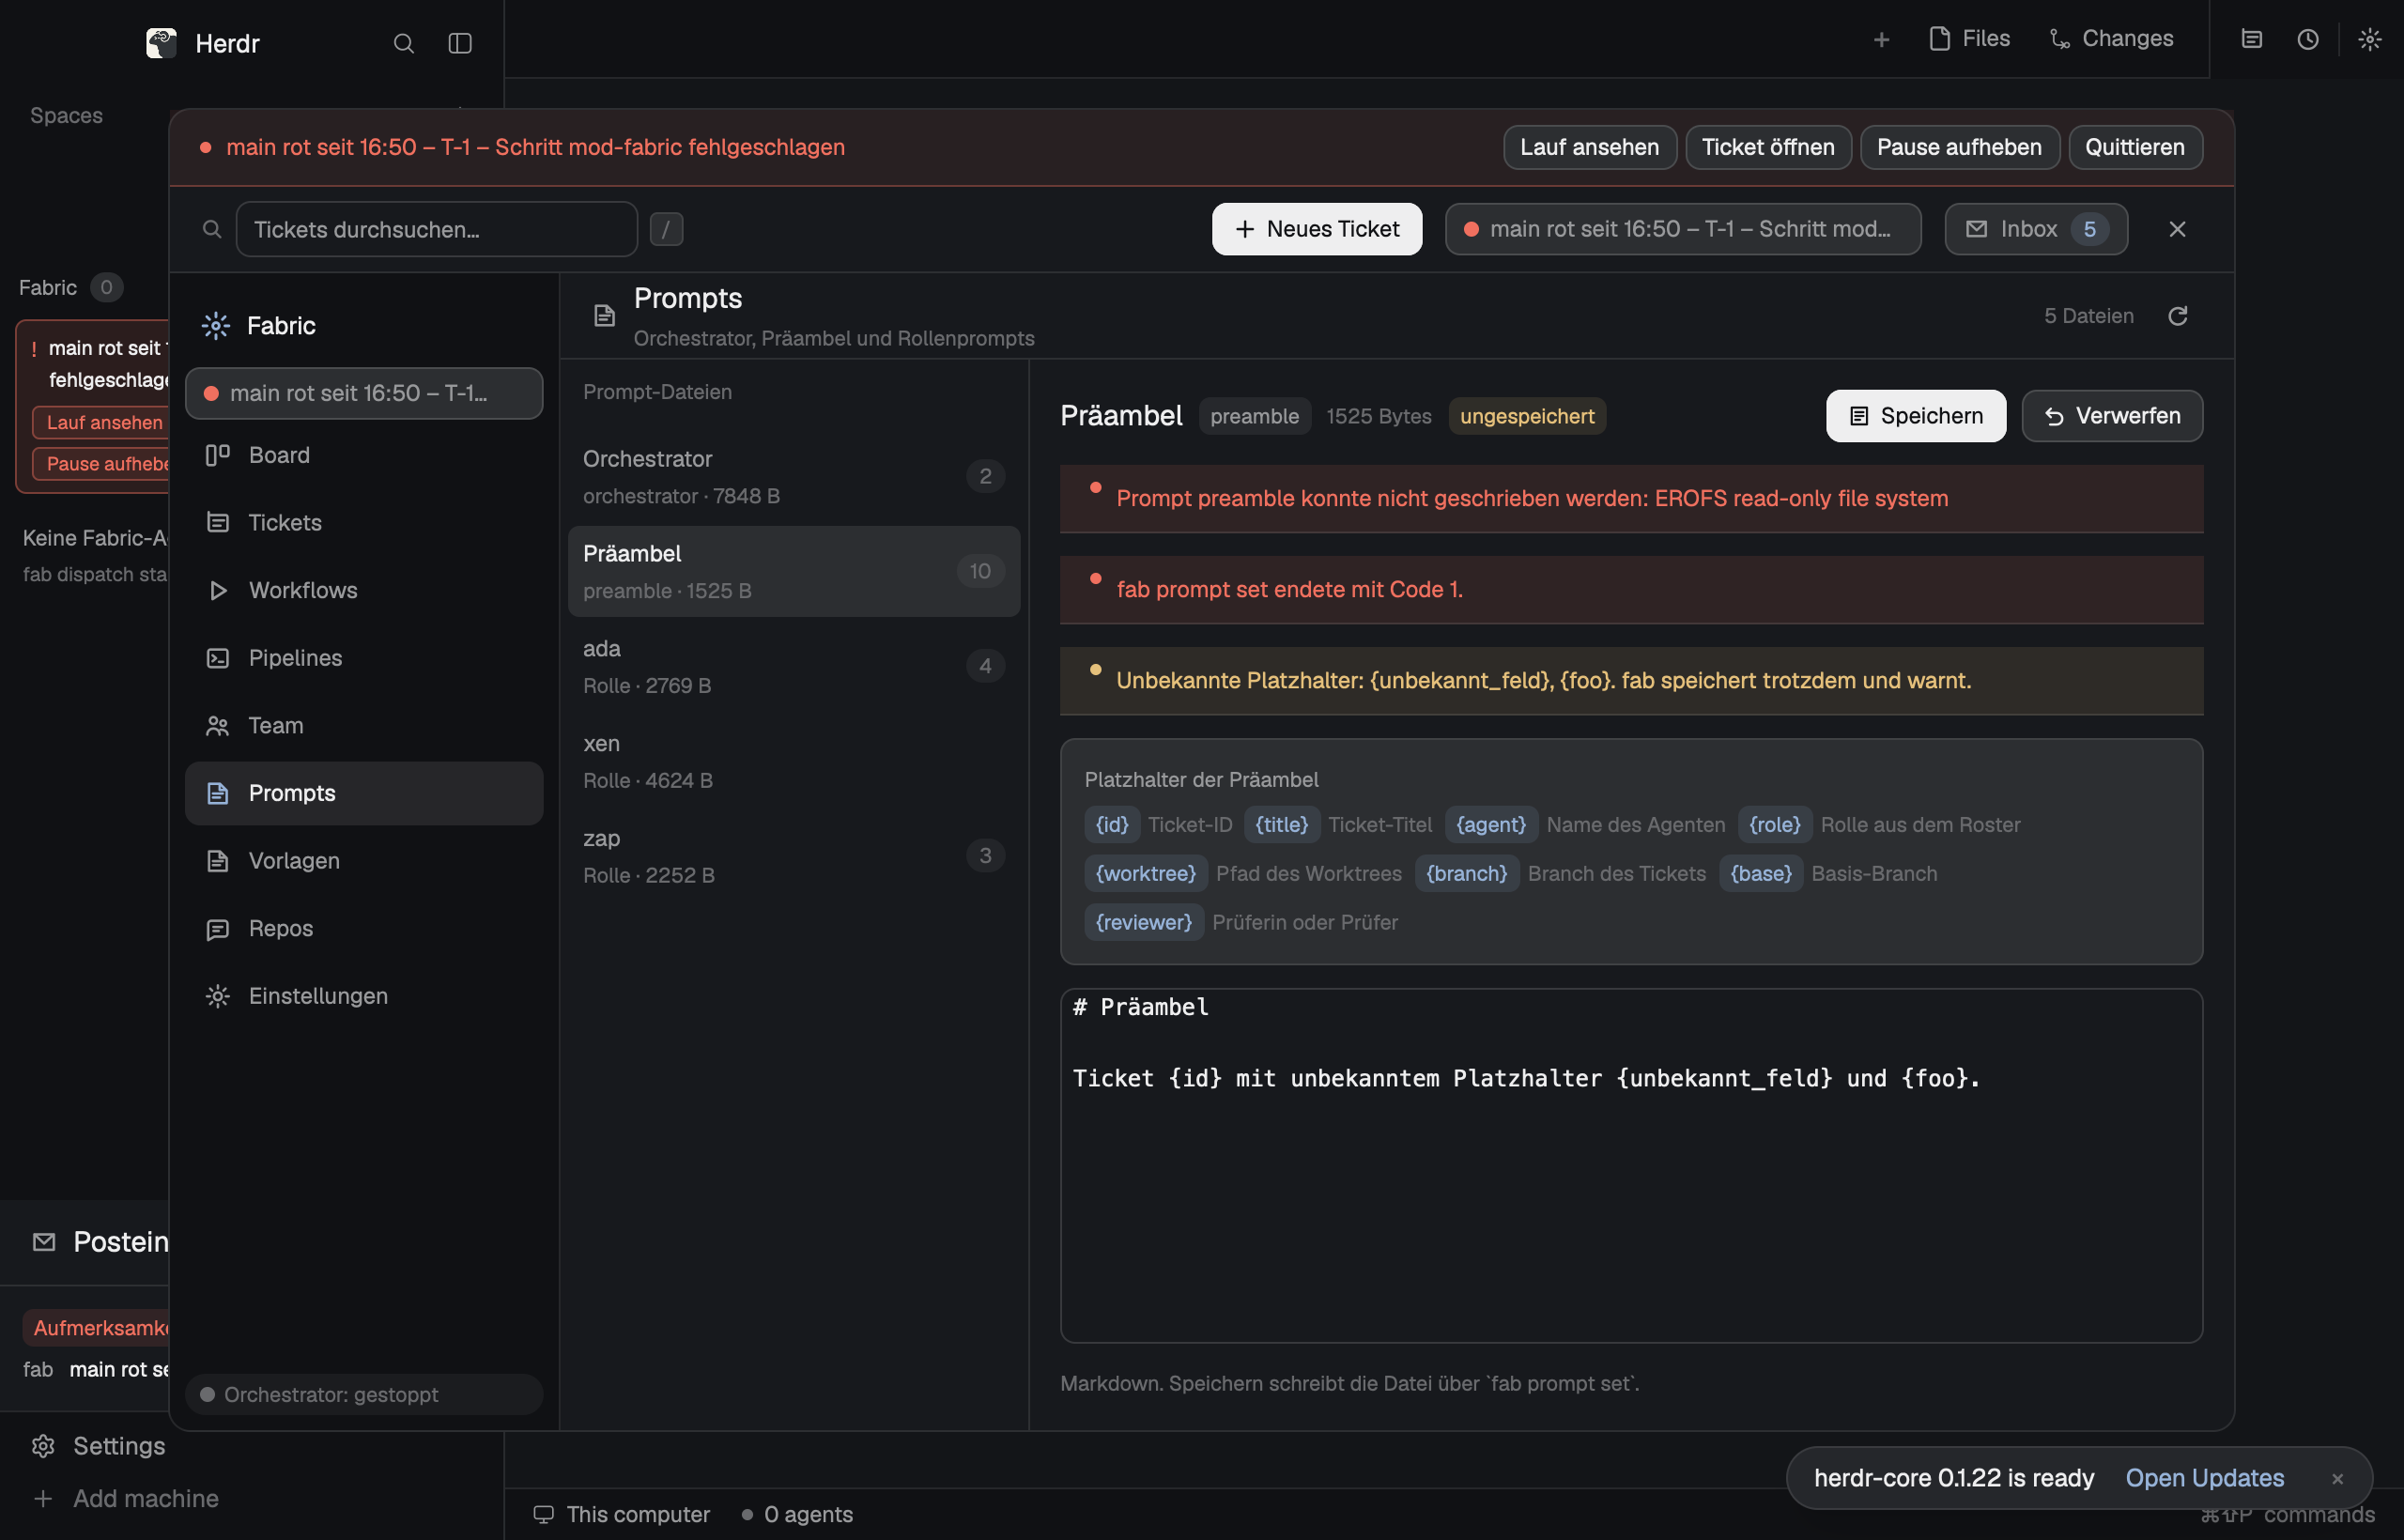 Herdr
+ Files Changes
Spaces
main rot seit 16:50 – T-1 – Schritt mod-fabric fehlgeschlagen
Lauf ansehen
Ticket öffnen
Pause aufheben
Quittieren
Tickets durchsuchen…
/
+ Neues Ticket
main rot seit 16:50 – T-1 – Schritt mod…
Inbox 5
×
Fabric 0
! main rot seit
fehlgeschlage
Lauf ansehen
Pause aufhebe
Keine Fabric-A
fab dispatch sta
Postein
Aufmerksamk
fab main rot se
Settings
+ Add machine
Fabric
main rot seit 16:50 – T-1…
Board
Tickets
Workflows
Pipelines
Team
Prompts
Vorlagen
Repos
Einstellungen
Orchestrator: gestoppt
Prompts
Orchestrator, Präambel und Rollenprompts
5 Dateien
Prompt-Dateien
Orchestrator
orchestrator · 7848 B
2
Präambel
preamble · 1525 B
10
ada
Rolle · 2769 B
4
xen
Rolle · 4624 B
zap
Rolle · 2252 B
3
Präambel preamble 1525 Bytes ungespeichert
Speichern
Verwerfen
Prompt preamble konnte nicht geschrieben werden: EROFS read-only file system
fab prompt set endete mit Code 1.
Unbekannte Platzhalter: {unbekannt_feld}, {foo}. fab speichert trotzdem und warnt.
Platzhalter der Präambel
{id} Ticket-ID {title} Ticket-Titel {agent} Name des Agenten {role} Rolle aus dem Roster
{worktree} Pfad des Worktrees {branch} Branch des Tickets {base} Basis-Branch
{reviewer} Prüferin oder Prüfer
# Präambel
Ticket {id} mit unbekanntem Platzhalter {unbekannt_feld} und {foo}.
Markdown. Speichern schreibt die Datei über `fab prompt set`.
herdr-core 0.1.22 is ready Open Updates ×
This computer
0 agents
⌘⇧P commands